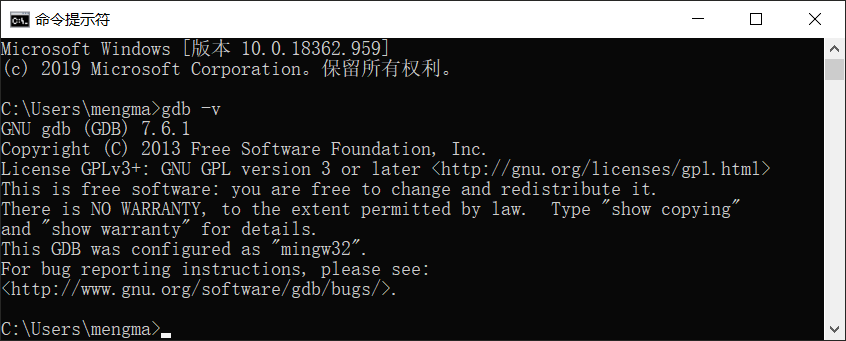 命令提示符
Microsoft Windows [版本 10.0.18362.959]
(c) 2019 Microsoft Corporation。保留所有权利。
C:\Users\mengma>gdb -v
GNU gdb (GDB) 7.6.1
Copyright (C) 2013 Free Software Foundation, Inc.
License GPLv3+: GNU GPL version 3 or later <http://gnu.org/licenses/gpl.html>
This is free software: you are free to change and redistribute it.
There is NO WARRANTY, to the extent permitted by law.  Type "show copying"
and "show warranty" for details.
This GDB was configured as "mingw32".
For bug reporting instructions, please see:
<http://www.gnu.org/software/gdb/bugs/>.
C:\Users\mengma>